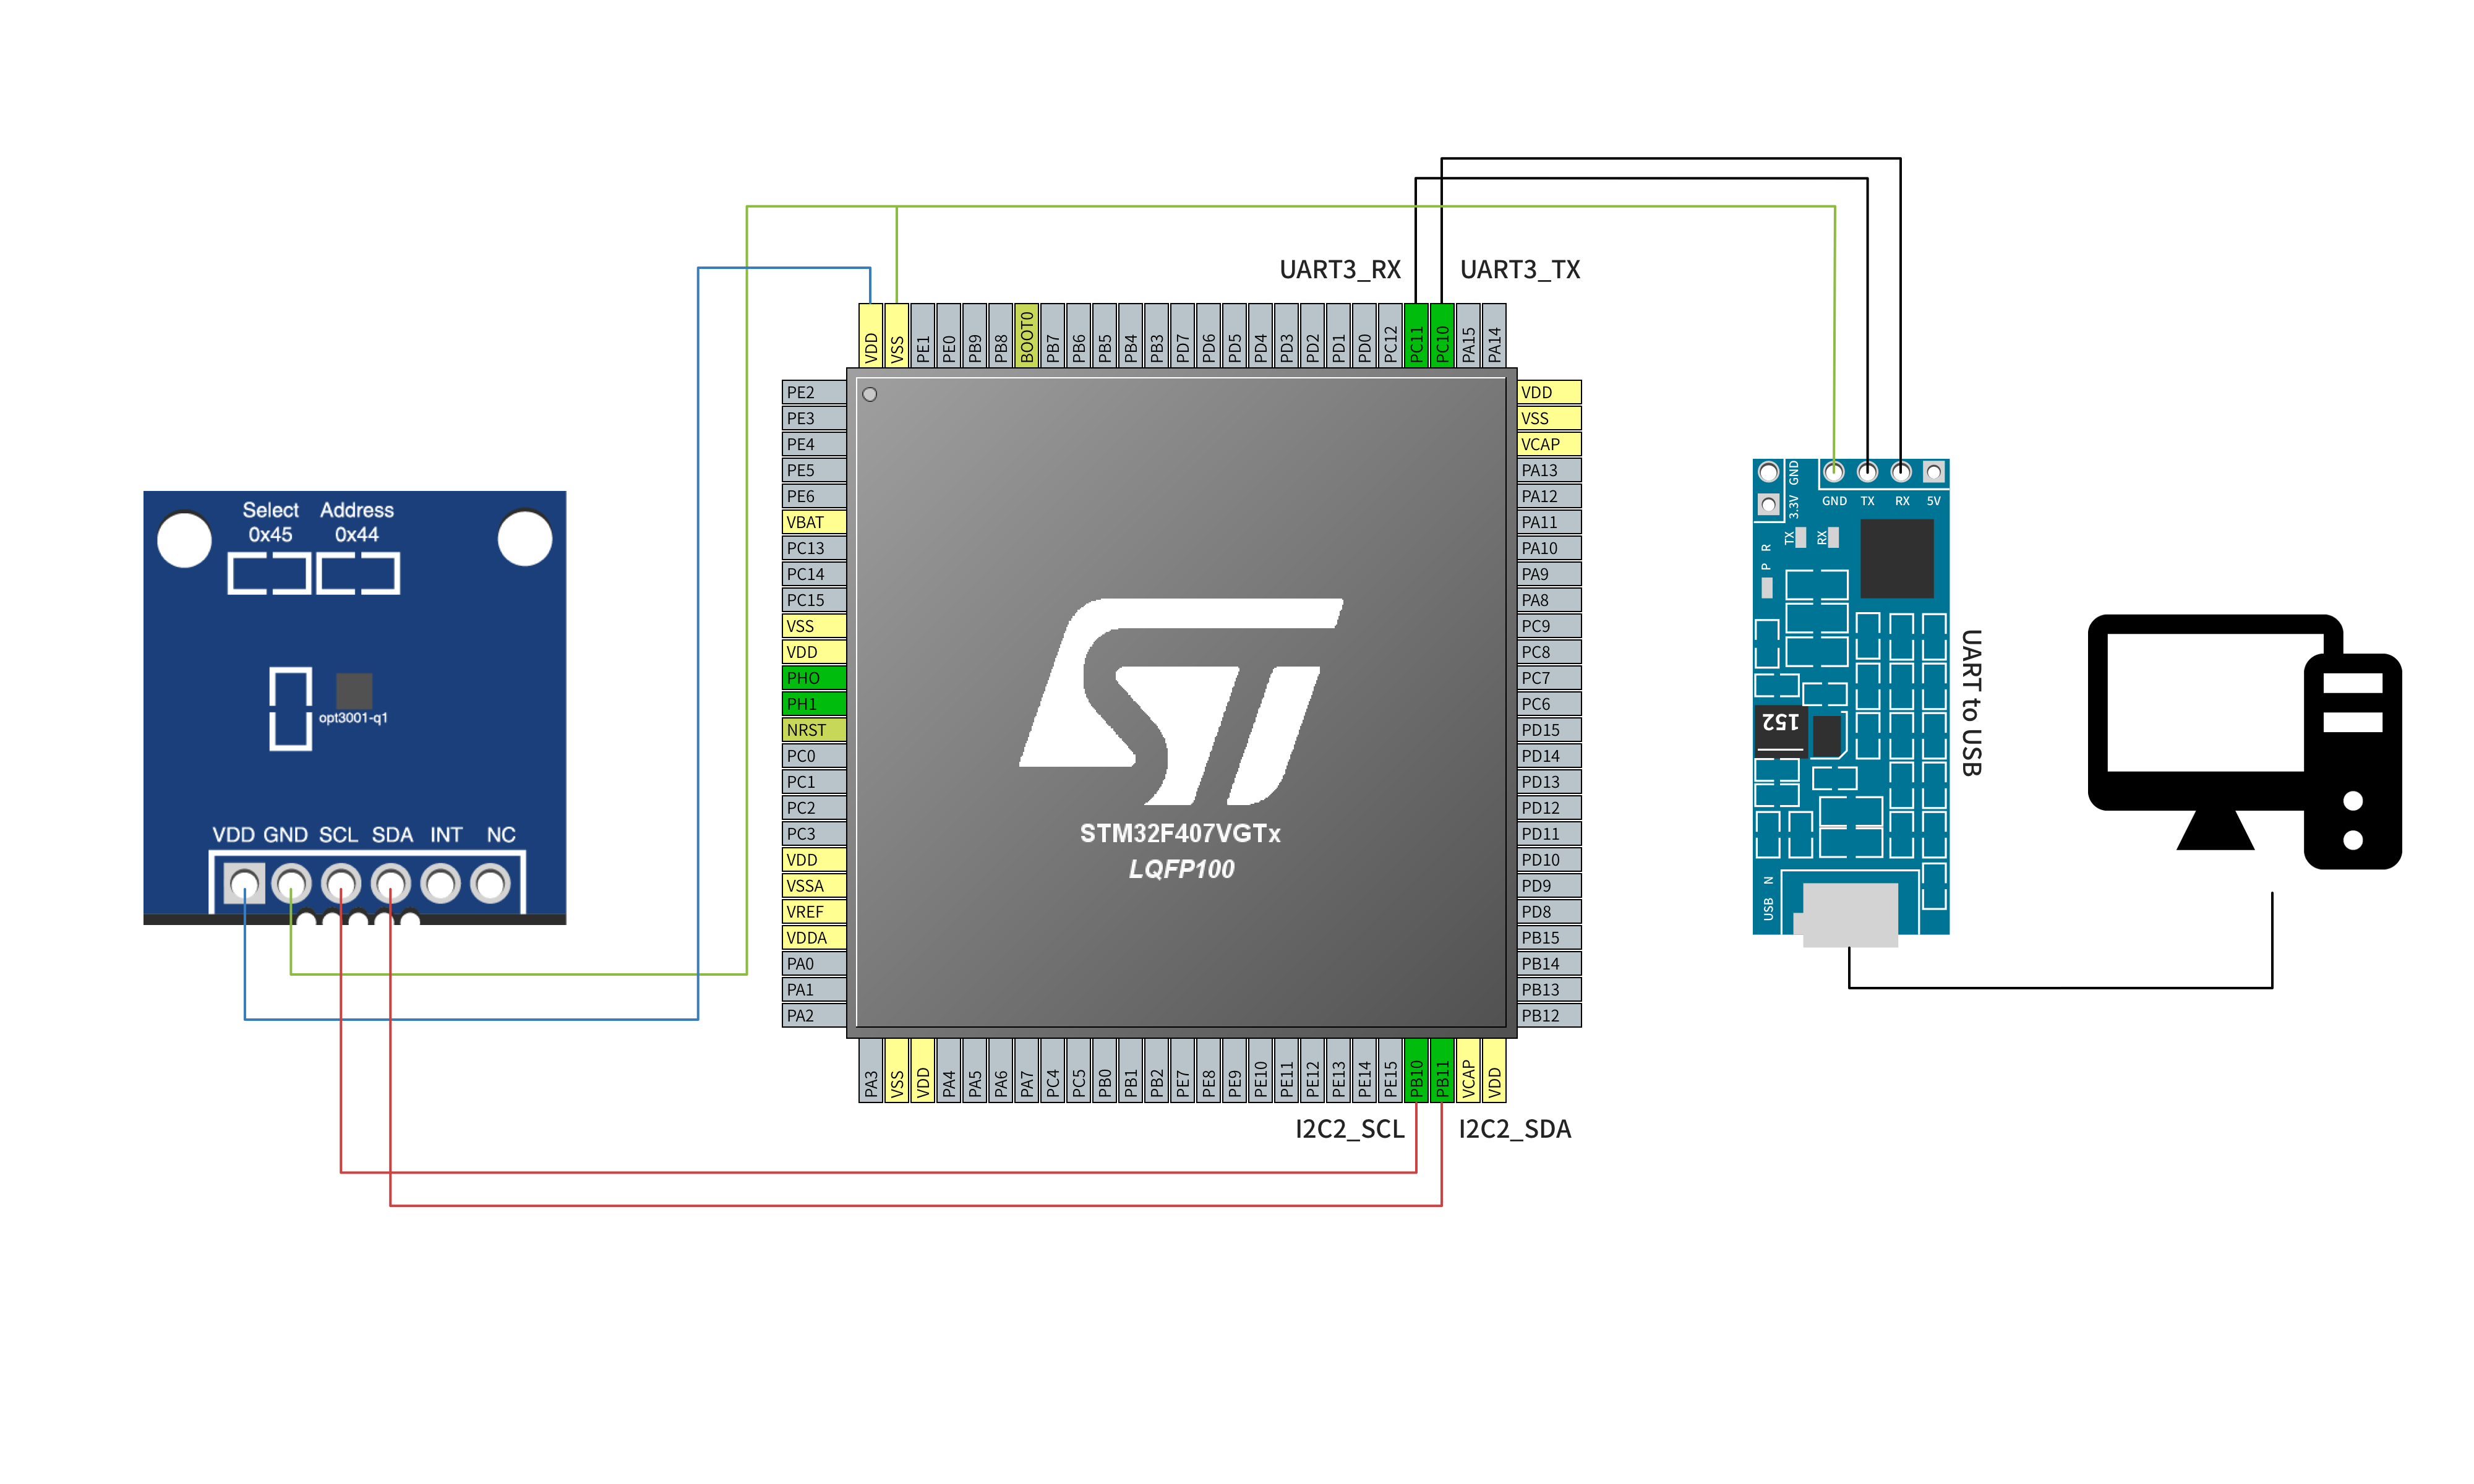 UART3_RX UART3_TX
VDD
VSS
PE1
PE0
PB9
PB8
BOOT0
PB7
PB6
PB5
PB4
PB3
PD7
PD6
PD5
PD4
PD3
PD2
PD1
PD0
PC12
PC11
PC10
PA15
PA14
PE2
PE3
PE4
PE5
PE6
VBAT
PC13
PC14
PC15
VSS
VDD
PHO
PH1
NRST
PC0
PC1
PC2
PC3
VDD
VSSA
VREF
VDDA
PA0
PA1
PA2
VDD
VSS
VCAP
PA13
PA12
PA11
PA10
PA9
PA8
PC9
PC8
PC7
PC6
PD15
PD14
PD13
PD12
PD11
PD10
PD9
PD8
PB15
PB14
PB13
PB12
PA3
VSS
VDD
PA4
PA5
PA6
PA7
PC4
PC5
PB0
PB1
PB2
PE7
PE8
PE9
PE10
PE11
PE12
PE13
PE14
PE15
PB10
PB11
VCAP
VDD
I2C2_SCL I2C2_SDA
ST
STM32F407VGTx
LQFP100
Select Address
0x45 0x44
opt3001-q1
VDD GND SCL SDA INT NC
GND
3.3V
GND TX RX 5V
TX
RX
R
P
152
N
USB
UART to USB